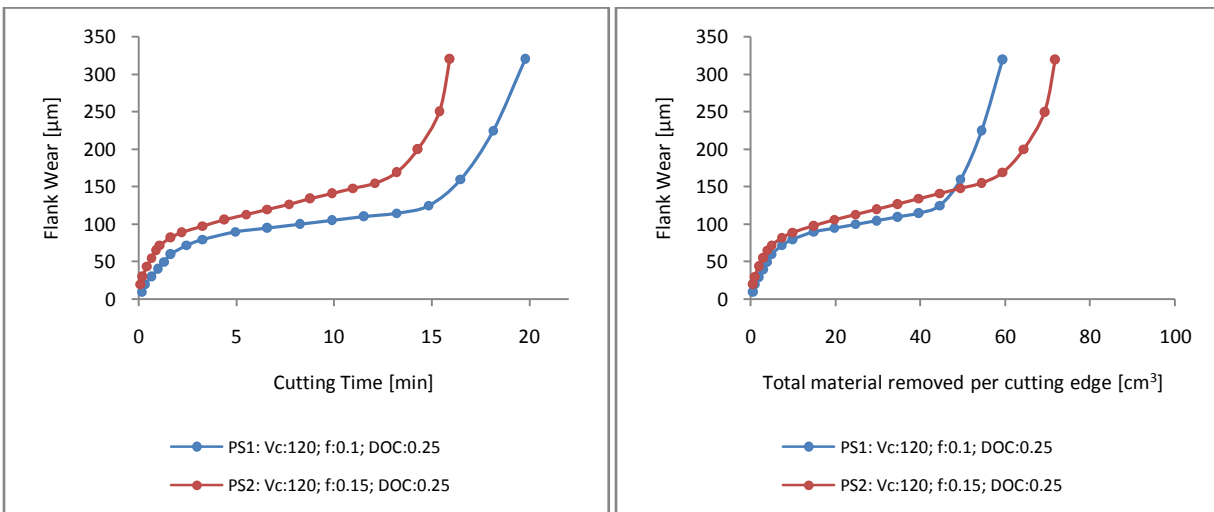 350
300
250
200
150
100
50
0
Flank Wear [µm]
0 5 10 15 20
Cutting Time [min]
PS1: Vc:120; f:0.1; DOC:0.25
PS2: Vc:120; f:0.15; DOC:0.25
350
300
250
200
150
100
50
0
Flank Wear [µm]
0 20 40 60 80 100
Total material removed per cutting edge [cm³]
PS1: Vc:120; f:0.1; DOC:0.25
PS2: Vc:120; f:0.15; DOC:0.25